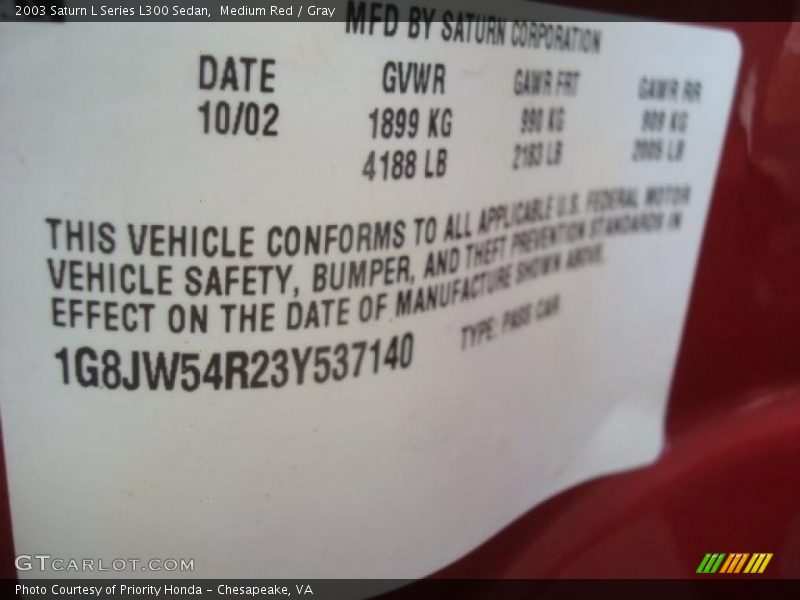 2003 Saturn L Series L300 Sedan, Medium Red / Gray
MFD BY SATURN CORPORATION
DATE GVWR GAWR FRT GAWR RR
10/02 1899 KG 990 KG 909 KG
4188 LB 2183 LB 2005 LB
THIS VEHICLE CONFORMS TO ALL APPLICABLE U.S. FEDERAL MOTOR
VEHICLE SAFETY, BUMPER, AND THEFT PREVENTION STANDARDS IN
EFFECT ON THE DATE OF MANUFACTURE SHOWN ABOVE.
1G8JW54R23Y537140 TYPE: PASS CAR
GTCARLOT.COM
Photo Courtesy of Priority Honda - Chesapeake, VA